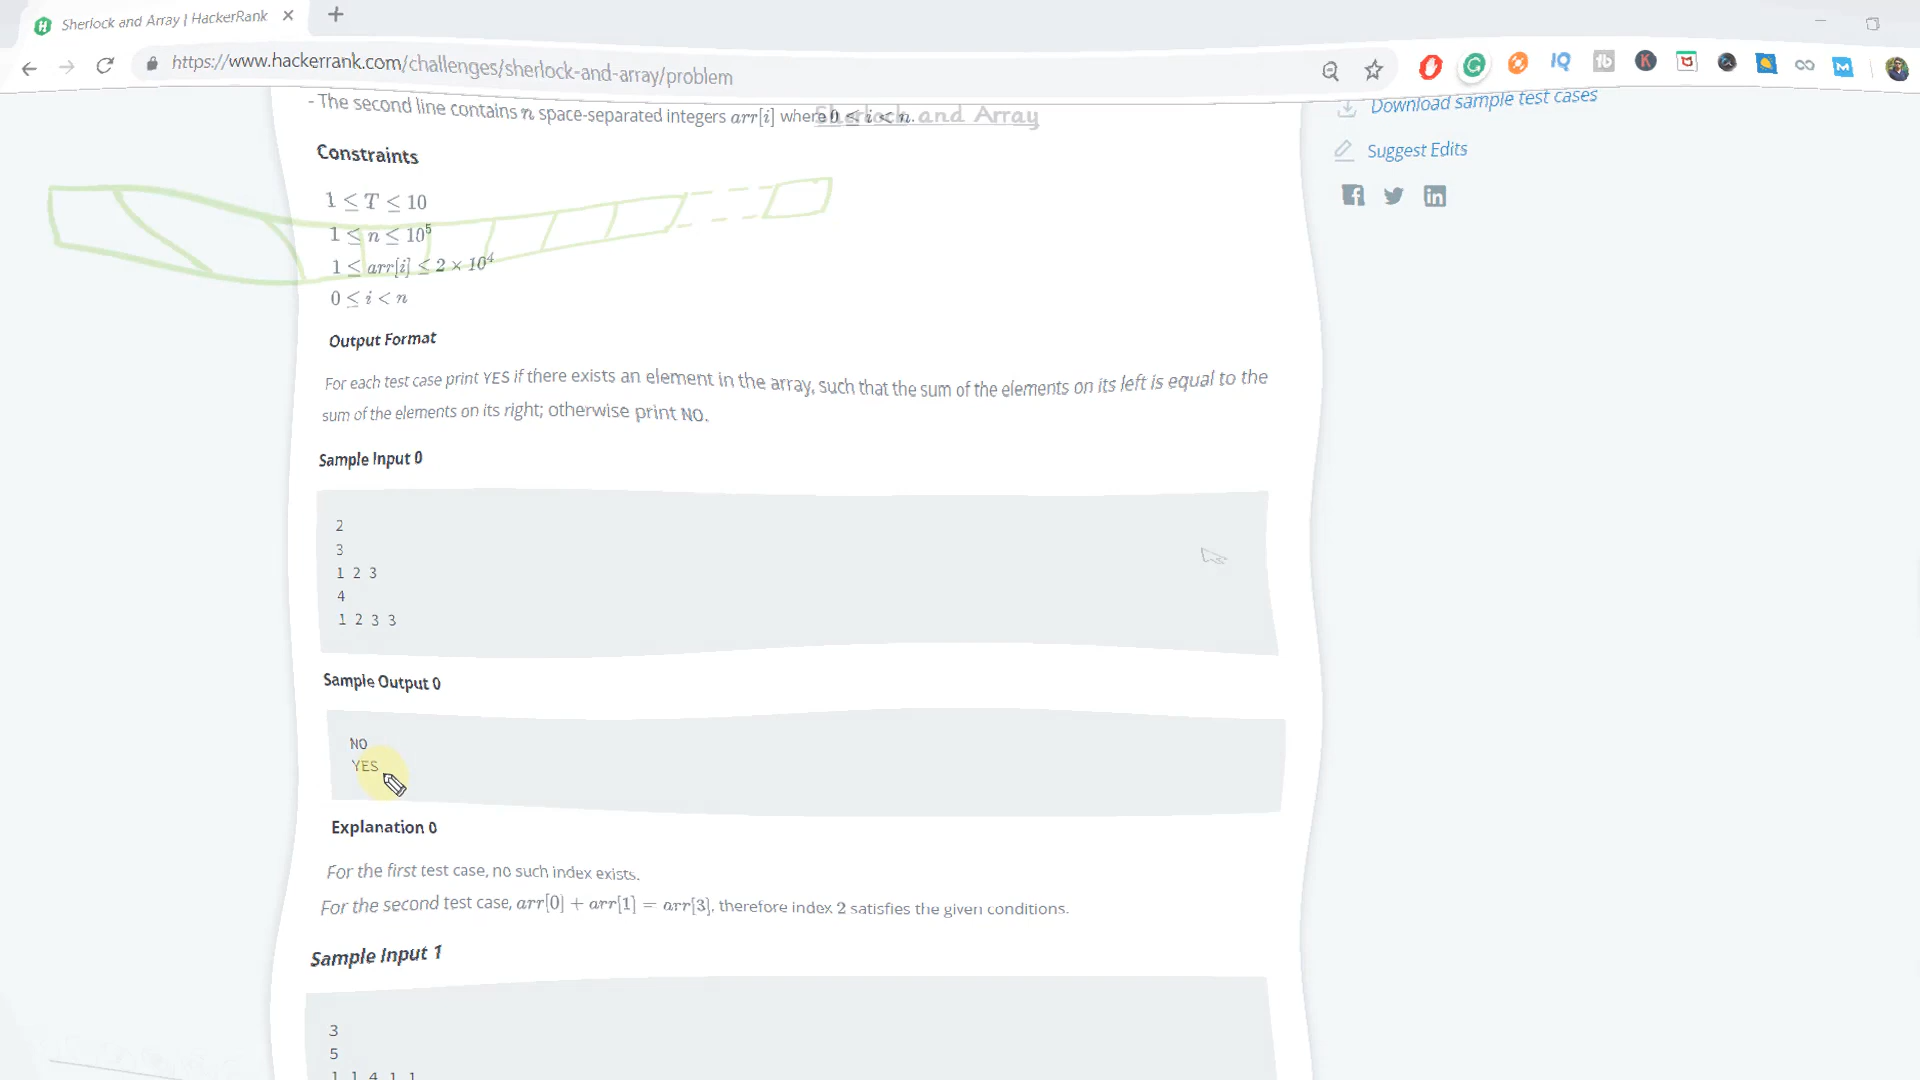 Sherlock and Array | HackerRank
https://www.hackerrank.com/challenges/sherlock-and-array/problem
- The second line contains n space-separated integers arr[i] where 0 ≤ i < n.
Sherlock and Array
Download sample test cases
Suggest Edits
Constraints
1 ≤ T ≤ 10
1 ≤ n ≤ 10⁵
1 ≤ arr[i] ≤ 2 × 10⁴
0 ≤ i < n
Output Format
For each test case print YES if there exists an element in the array, such that the sum of the elements on its left is equal to the
sum of the elements on its right; otherwise print NO.
Sample Input 0
2
3
1 2 3
4
1 2 3 3
Sample Output 0
NO
YES
Explanation 0
For the first test case, no such index exists.
For the second test case, arr[0] + arr[1] = arr[3], therefore index 2 satisfies the given conditions.
Sample Input 1
3
5
1 1 4 1 1